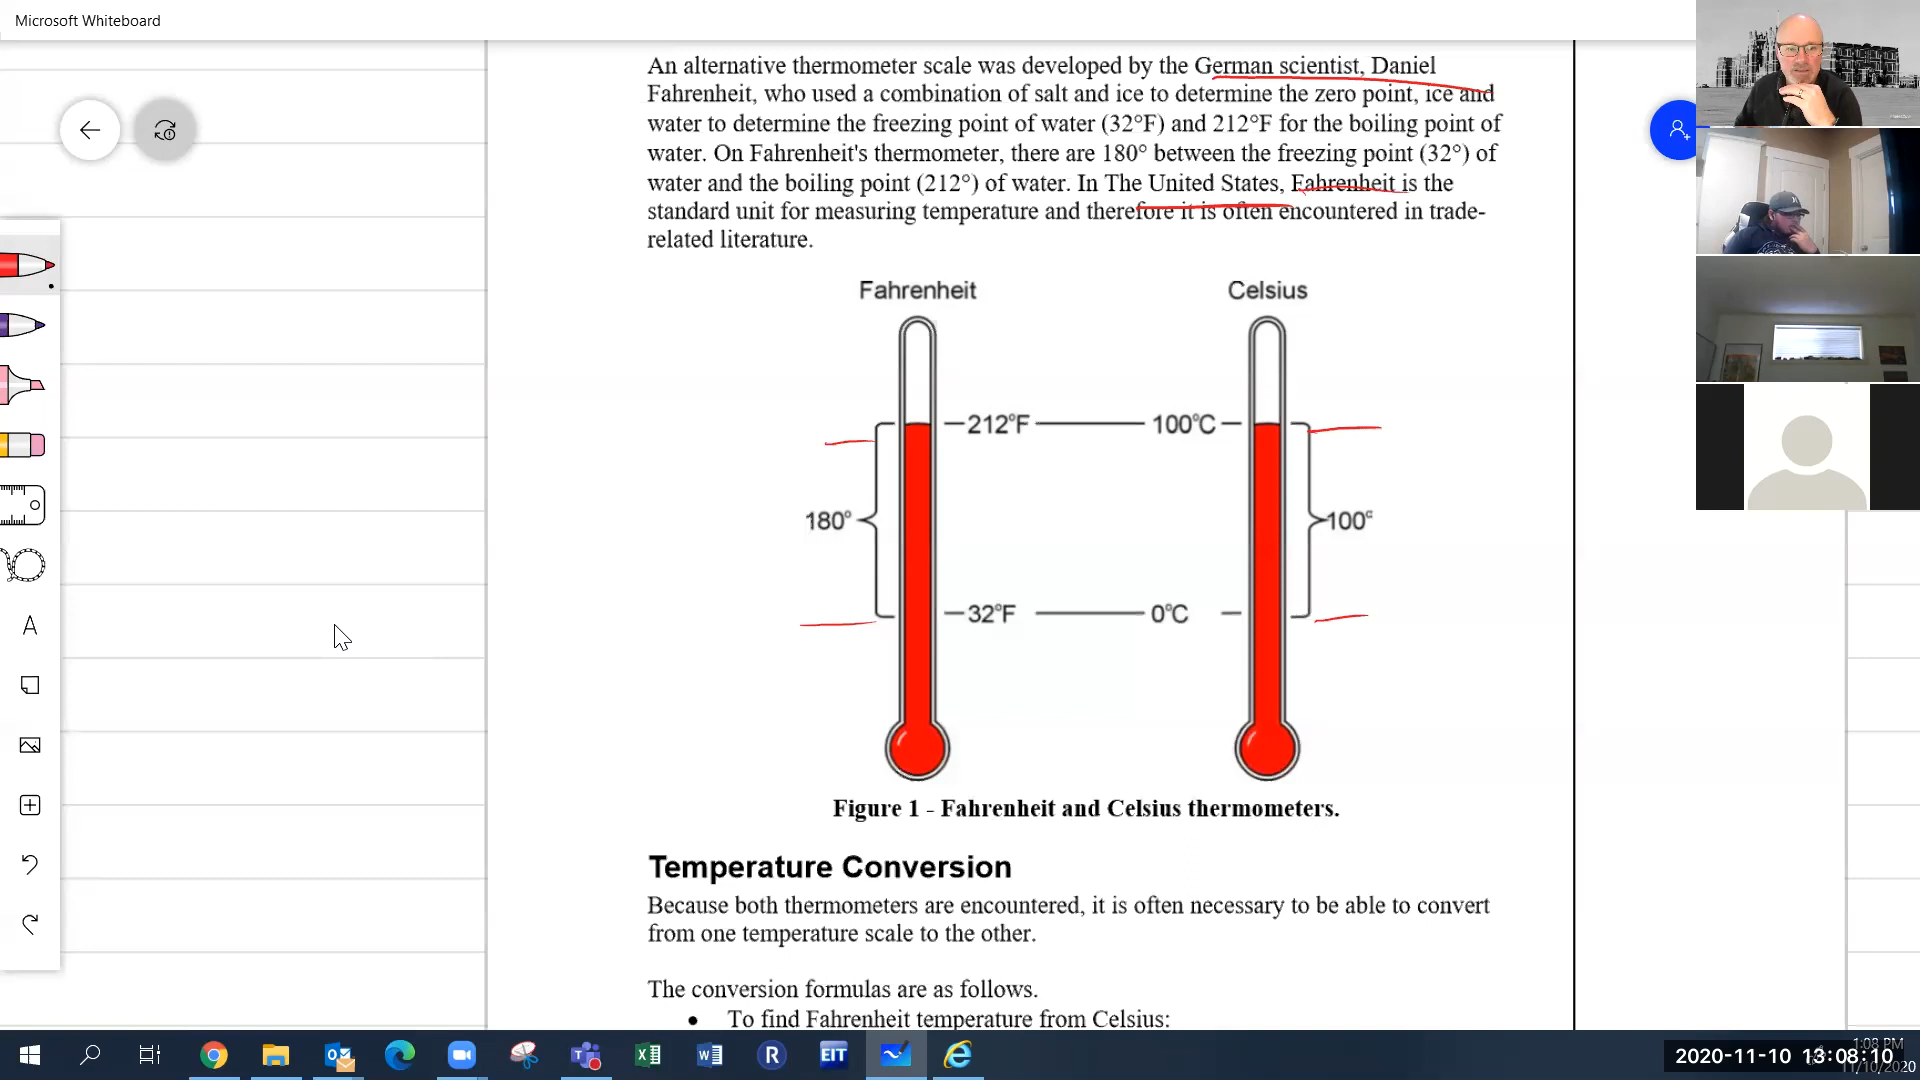 Microsoft Whiteboard
An alternative thermometer scale was developed by the German scientist, Daniel
Fahrenheit, who used a combination of salt and ice to determine the zero point, ice and
water to determine the freezing point of water (32°F) and 212°F for the boiling point of
water. On Fahrenheit's thermometer, there are 180° between the freezing point (32°) of
water and the boiling point (212°) of water. In The United States, Fahrenheit is the
standard unit for measuring temperature and therefore it is often encountered in trade-
related literature.
Fahrenheit Celsius
212°F 100°C
180° 100°
32°F 0°C
Figure 1 - Fahrenheit and Celsius thermometers.
Temperature Conversion
Because both thermometers are encountered, it is often necessary to be able to convert
from one temperature scale to the other.
The conversion formulas are as follows.
• To find Fahrenheit temperature from Celsius:
A
R
EIT
1:08 PM
2020-11-10 13:08:10
11/10/2020